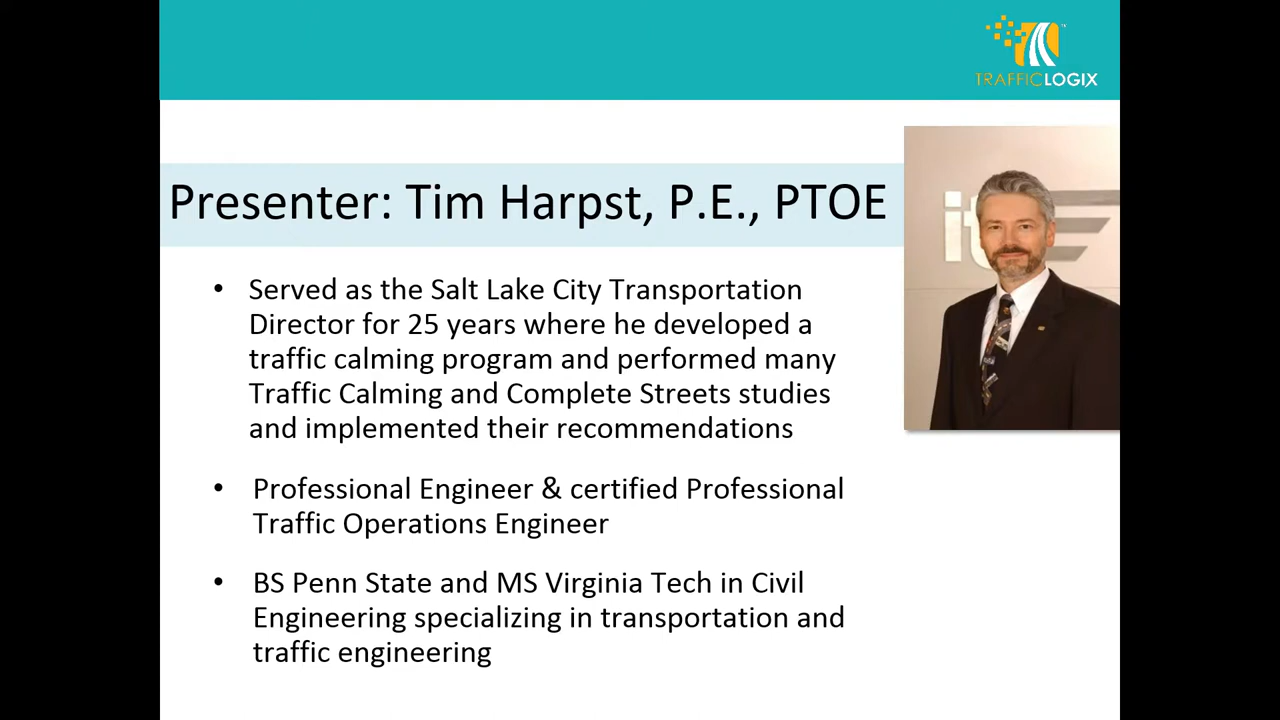 TRAFFICLOGIX™
Presenter: Tim Harpst, P.E., PTOE
ite
• Served as the Salt Lake City Transportation
Director for 25 years where he developed a
traffic calming program and performed many
Traffic Calming and Complete Streets studies
and implemented their recommendations
• Professional Engineer & certified Professional
Traffic Operations Engineer
• BS Penn State and MS Virginia Tech in Civil
Engineering specializing in transportation and
traffic engineering